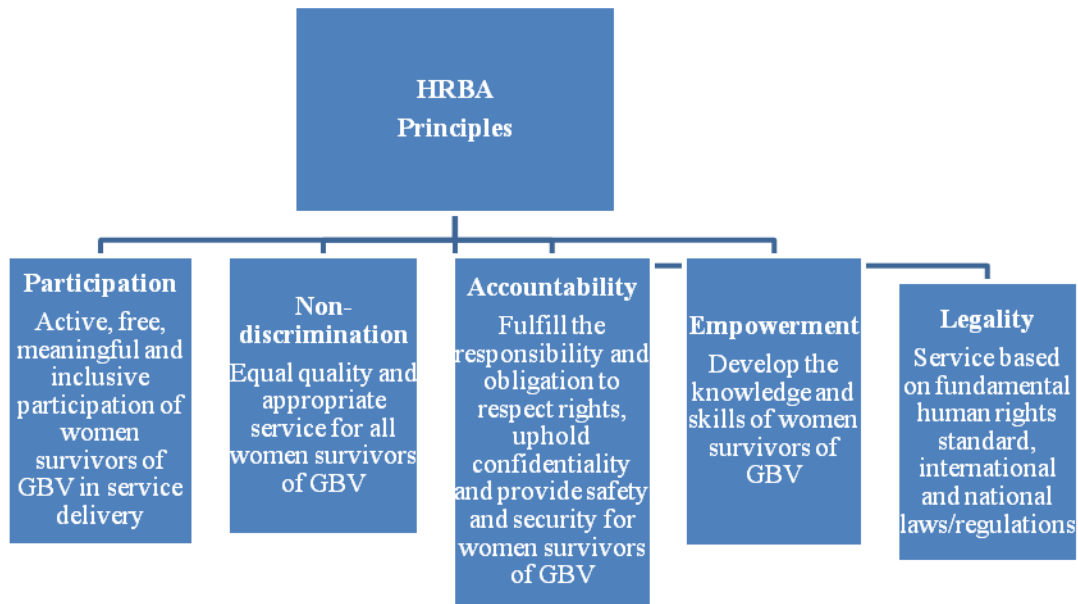 HRBA
Principles
Participation
Active, free,
meaningful and
inclusive
participation of
women
survivors of
GBV in service
delivery
Non-
discrimination
Equal quality and
appropriate
service for all
women survivors
of GBV
Accountability
Fulfill the
responsibility and
obligation to
respect rights,
uphold
confidentiality
and provide safety
and security for
women survivors
of GBV
Empowerment
Develop the
knowledge and
skills of women
survivors of
GBV
Legality
Service based
on fundamental
human rights
standard,
international
and national
laws/regulations